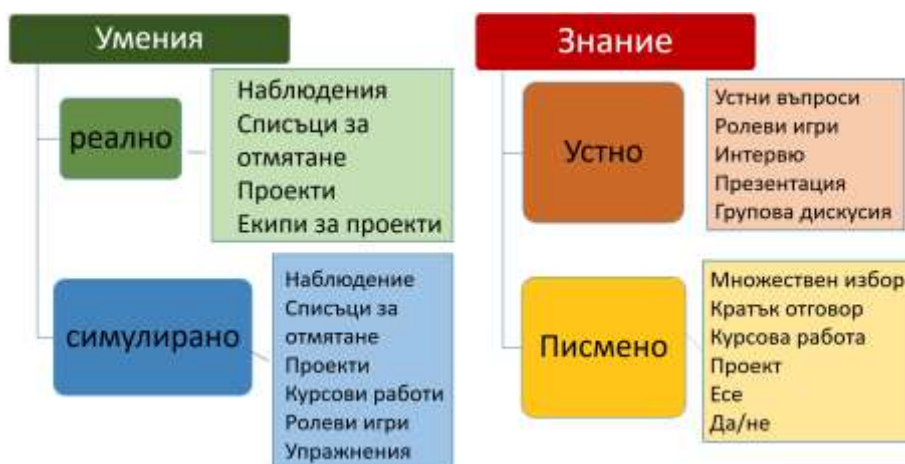 Умения
реално
Наблюдения
Списъци за
отмятане
Проекти
Екипи за проекти
симулирано
Наблюдение
Списъци за
отмятане
Проекти
Курсови работи
Ролеви игри
Упражнения
Знание
Устно
Устни въпроси
Ролеви игри
Интервю
Презентация
Групова дискусия
Писмено
Множествен избор
Кратък отговор
Курсова работа
Проект
Есе
Да/не